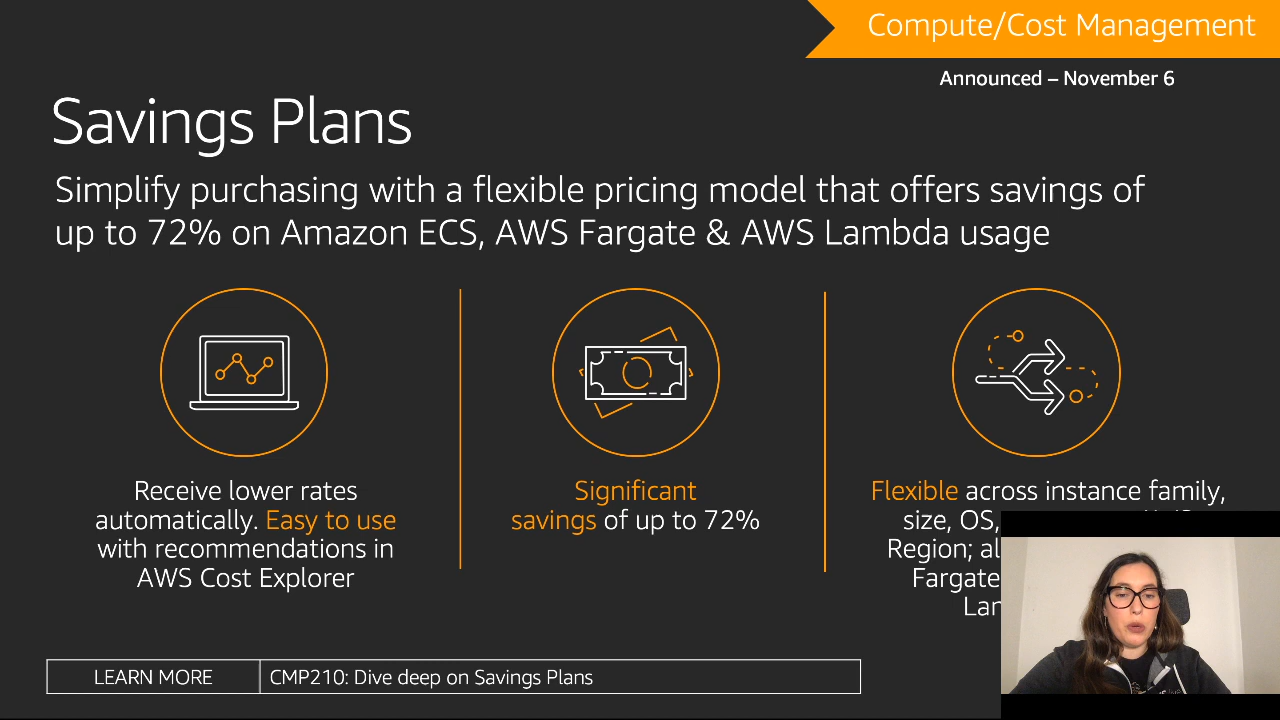 Compute/Cost Management
Announced – November 6
Savings Plans
Simplify purchasing with a flexible pricing model that offers savings of
up to 72% on Amazon ECS, AWS Fargate & AWS Lambda usage
Receive lower rates
automatically. Easy to use
with recommendations in
AWS Cost Explorer
Significant
savings of up to 72%
Flexible across instance family,
size, OS,
Region;
Fargate
LEARN MORE
CMP210: Dive deep on Savings Plans